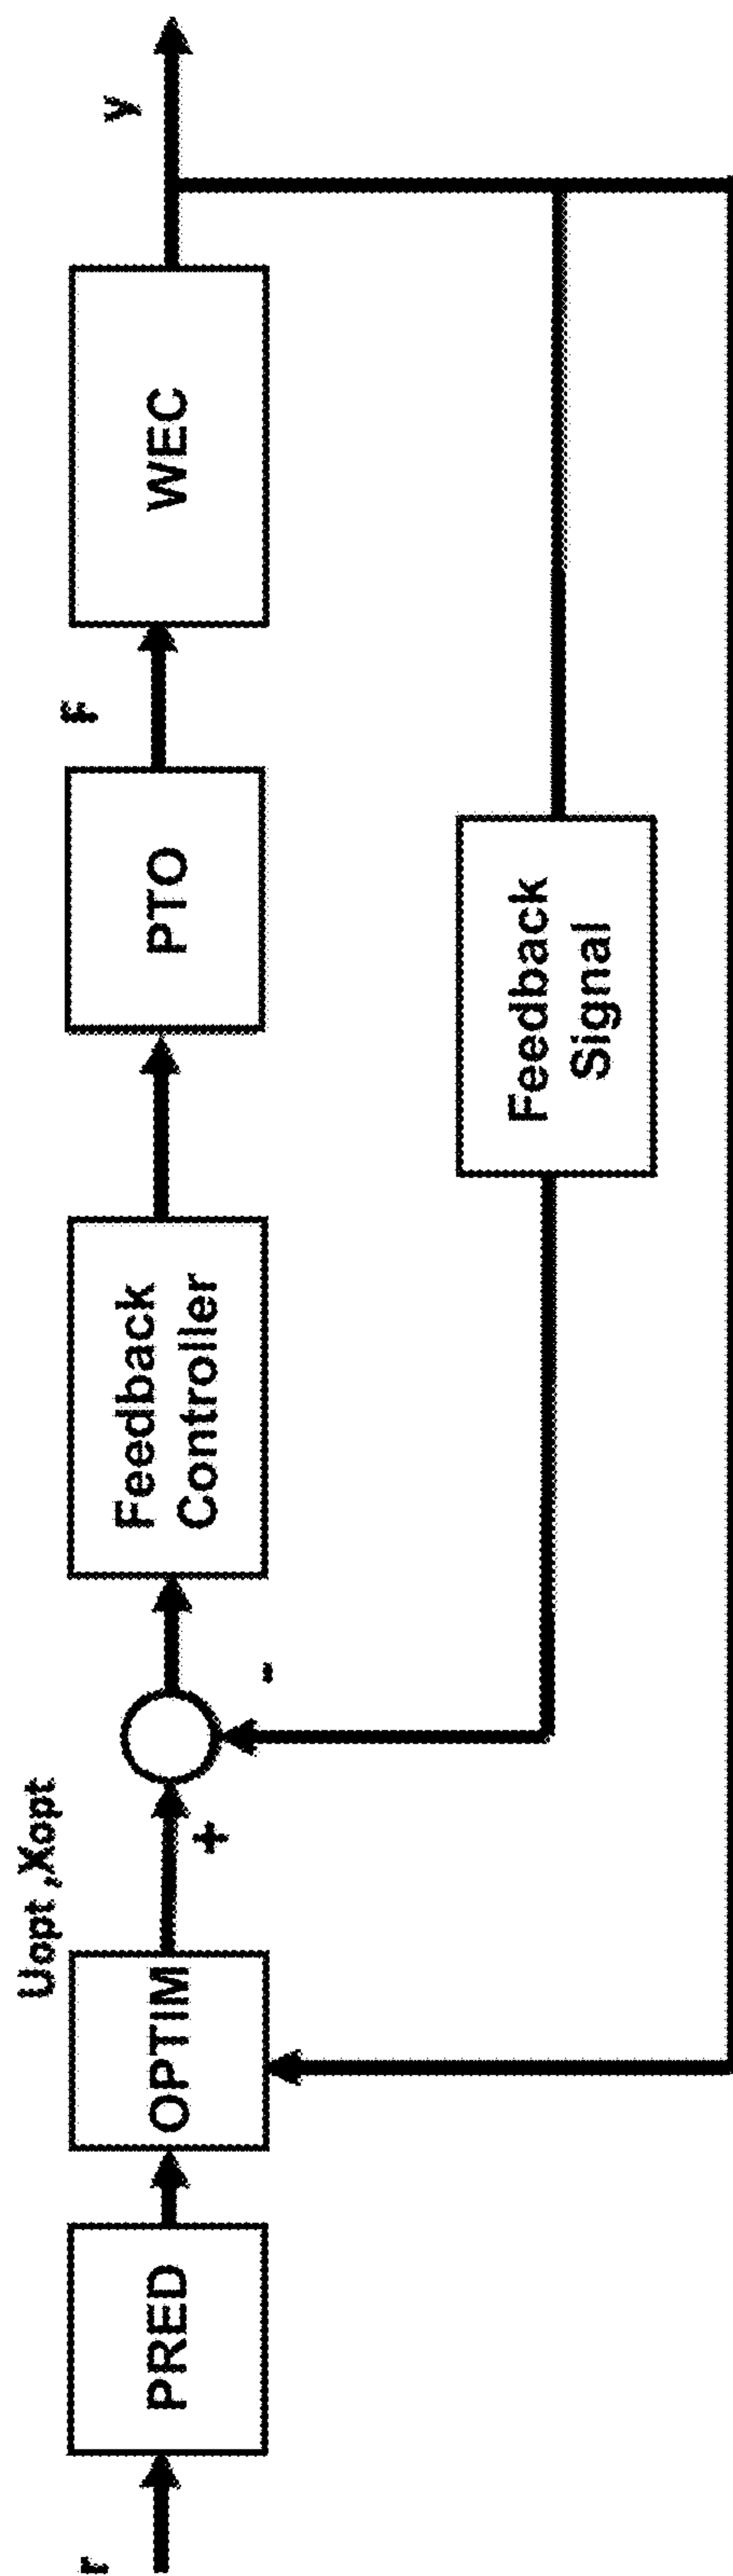 r
PRED
OPTIM
Uopt ,Xopt
+
-
Feedback
Controller
PTO
F
WEC
y
Feedback
Signal